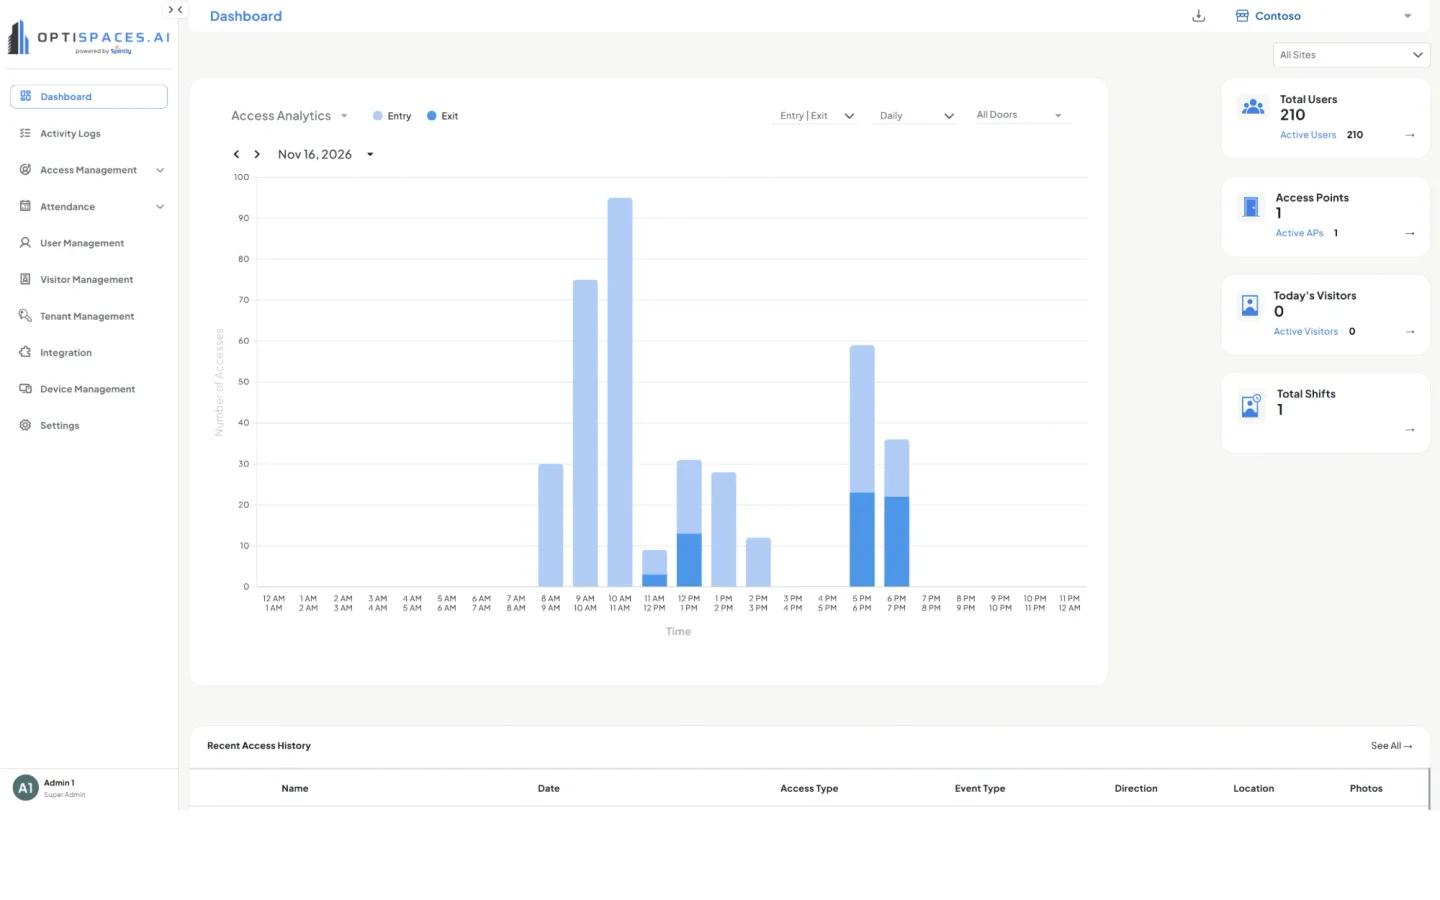 Dashboard
Contoso
OPTISPACES.AI
powered by Spintly
All Sites
Dashboard
Activity Logs
Access Management
Attendance
User Management
Visitor Management
Tenant Management
Integration
Device Management
Settings
Access Analytics
Entry
Exit
Entry | Exit
Daily
All Doors
Nov 16, 2026
100
90
80
70
60
50
40
30
20
10
0
Number of Accesses
12 AM 1 AM 2 AM 3 AM 4 AM 5 AM 6 AM 7 AM 8 AM 9 AM 10 AM 11 AM 12 PM 1 PM 2 PM 3 PM 4 PM 5 PM 6 PM 7 PM 8 PM 9 PM 10 PM 11 PM
1 AM 2 AM 3 AM 4 AM 5 AM 6 AM 7 AM 8 AM 9 AM 10 AM 11 AM 12 PM 1 PM 2 PM 3 PM 4 PM 5 PM 6 PM 7 PM 8 PM 9 PM 10 PM 11 PM 12 AM
Time
Total Users
210
Active Users 210
Access Points
1
Active APs 1
Today's Visitors
0
Active Visitors 0
Total Shifts
1
Recent Access History
See All
Name Date Access Type Event Type Direction Location Photos
A1
Admin 1
Super Admin